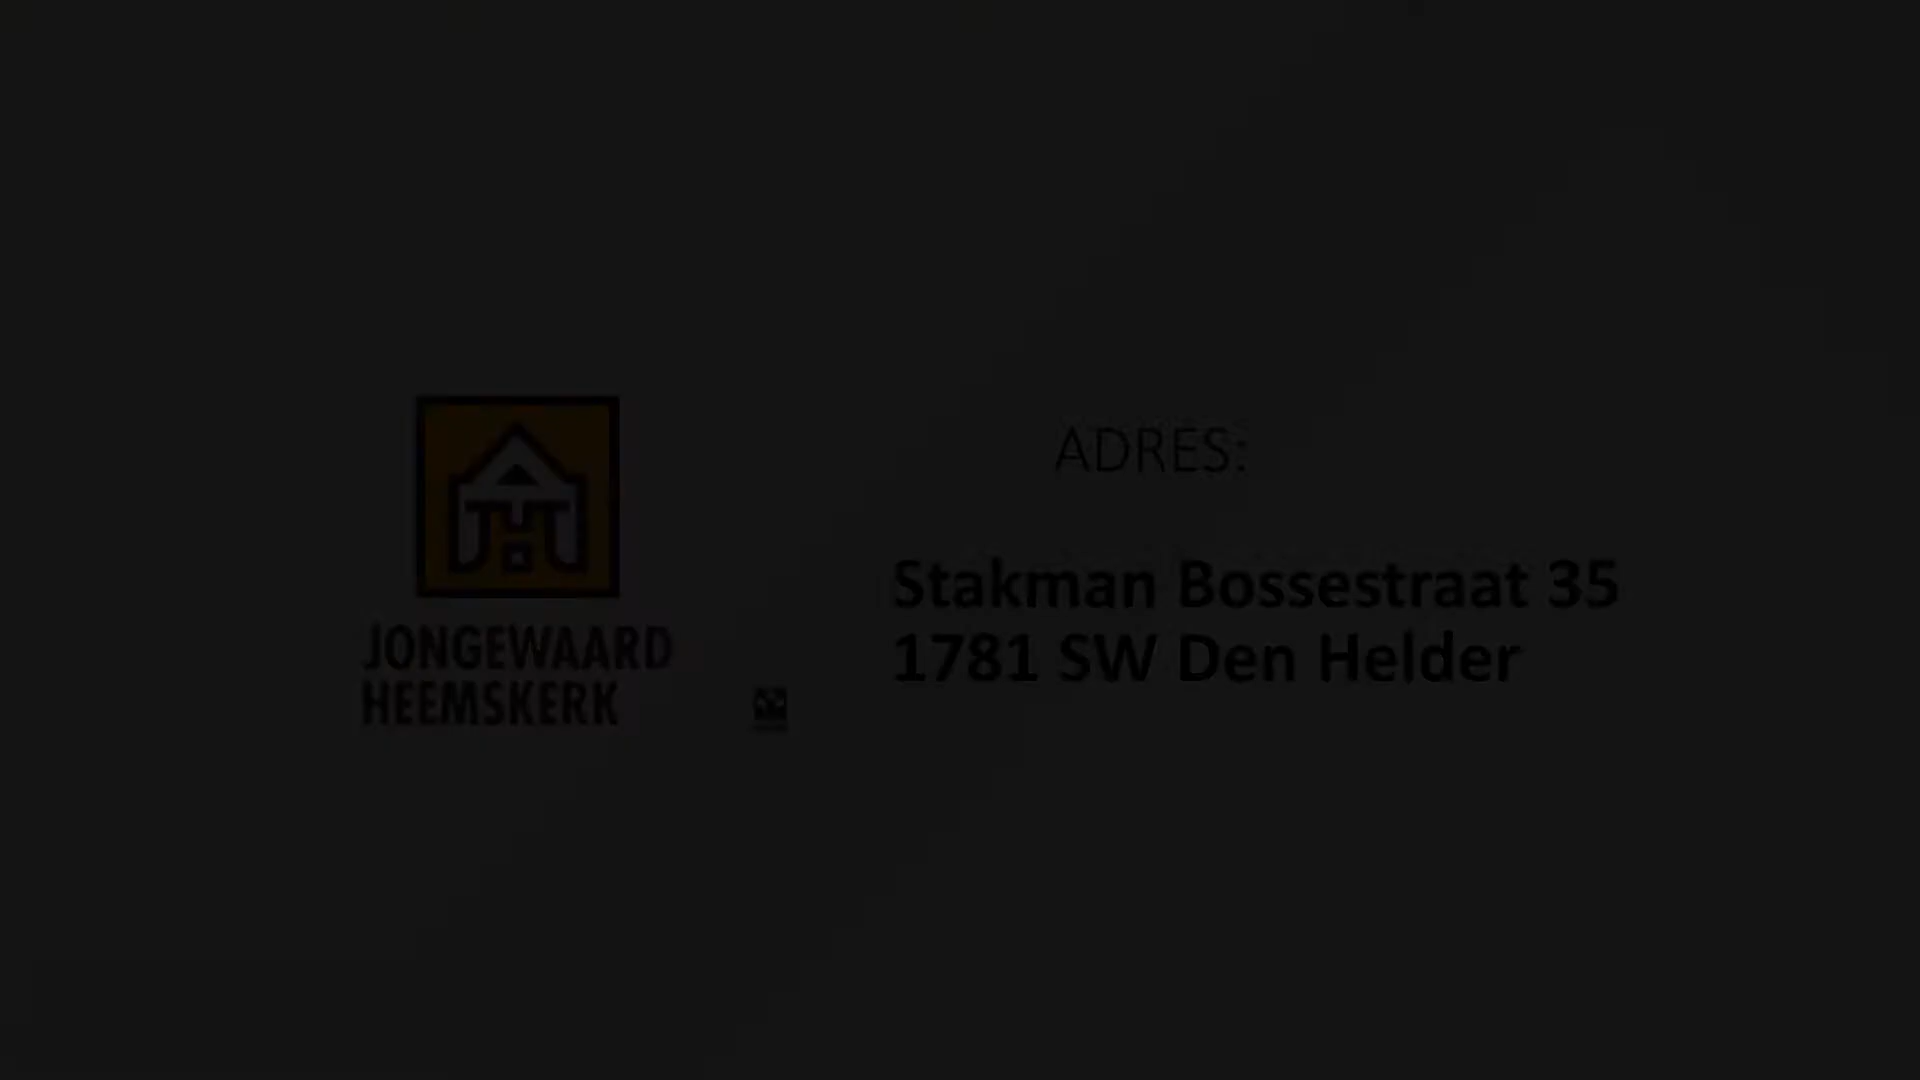 JONGEWAARD
HEEMSKERK
ADRES:
Stakman Bossestraat 35
1781 SW Den Helder